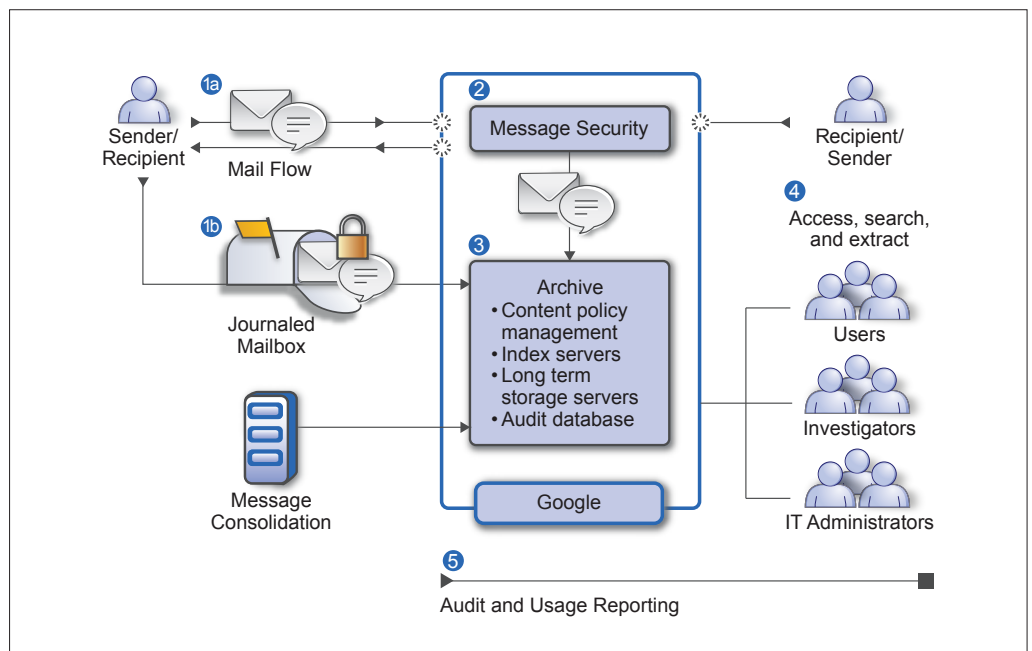 1a
Sender/
Recipient
Mail Flow
2
Message Security
Recipient/
Sender
1b
Journaled
Mailbox
3
Archive
• Content policy
management
• Index servers
• Long term
storage servers
• Audit database
4
Access, search,
and extract
Users
Investigators
IT Administrators
Message
Consolidation
Google
5
Audit and Usage Reporting